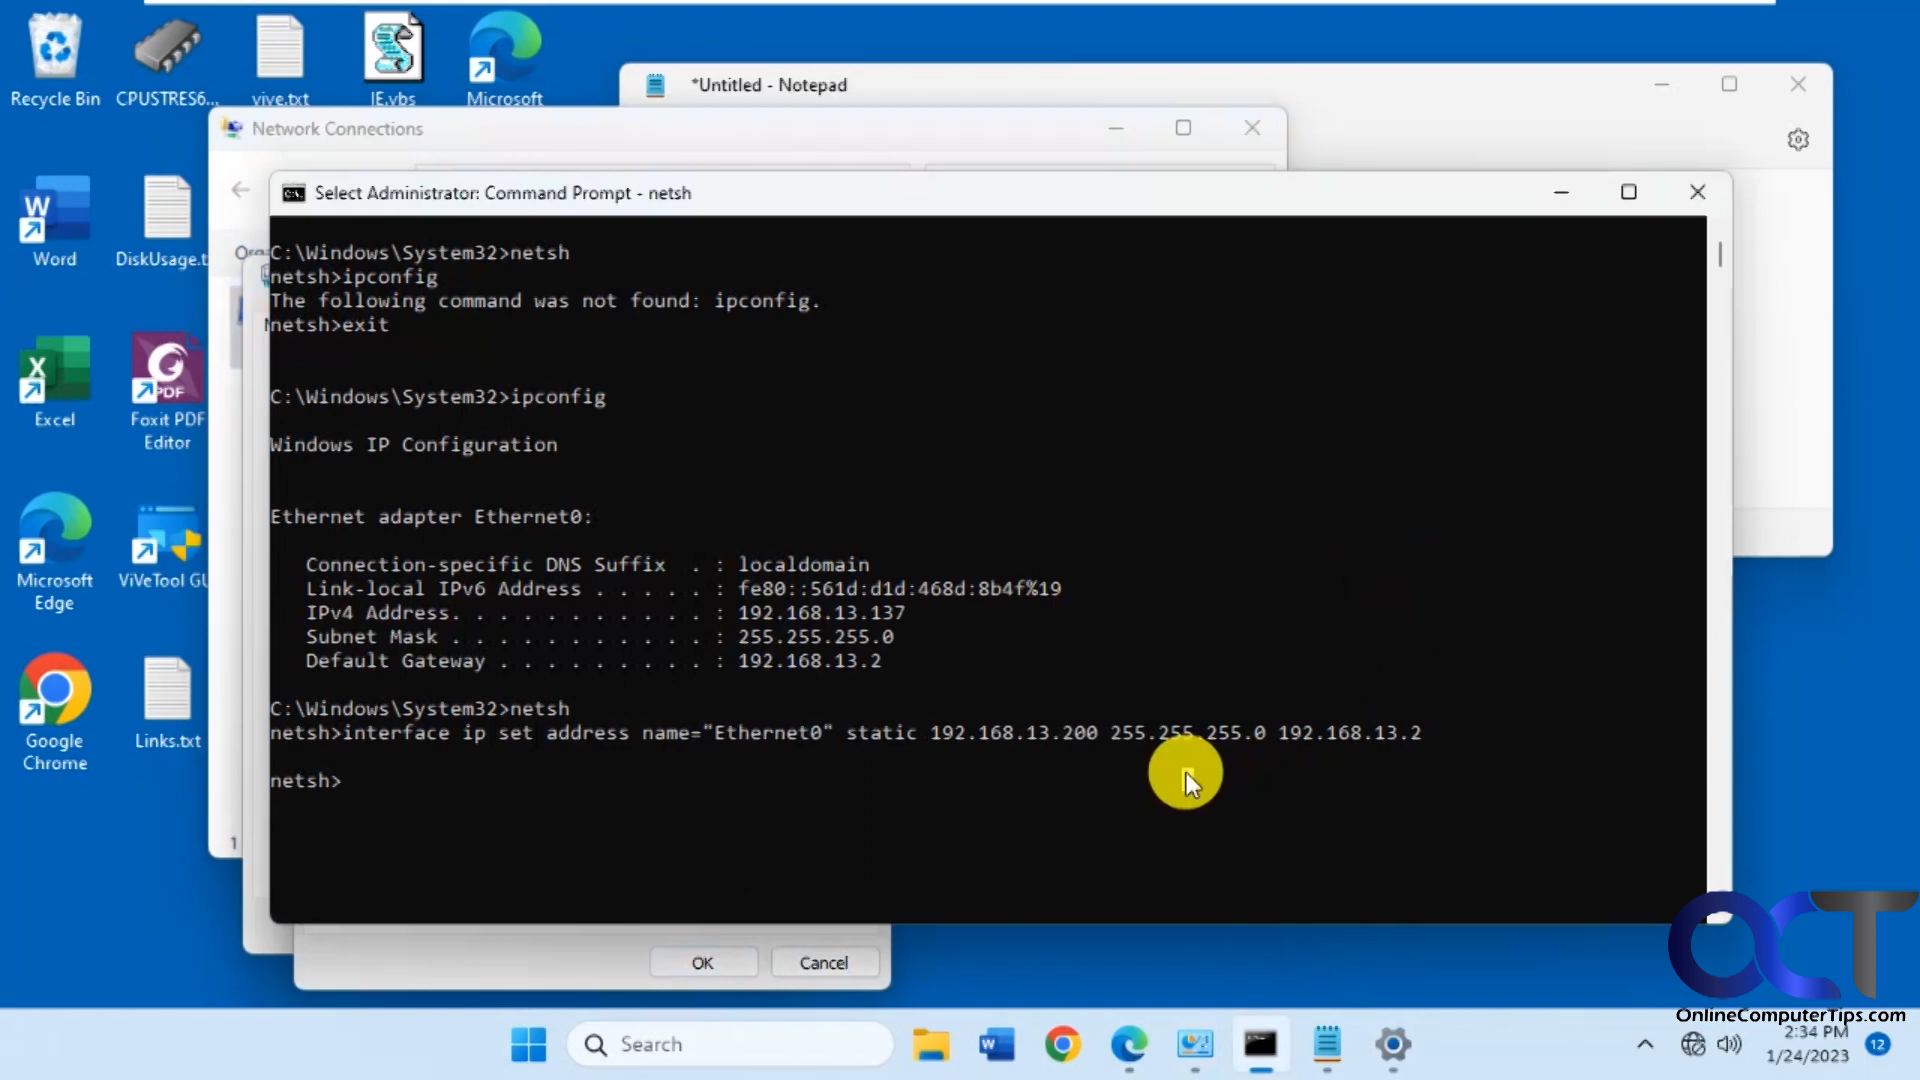 Recycle Bin
CPUSTRES6...
vive.txt
IE.vbs
Microsoft
*Untitled - Notepad
Network Connections
Select Administrator: Command Prompt - netsh
C:\Windows\System32>netsh
netsh>ipconfig
The following command was not found: ipconfig.
netsh>exit
C:\Windows\System32>ipconfig
Windows IP Configuration
Ethernet adapter Ethernet0:
Connection-specific DNS Suffix . : localdomain
Link-local IPv6 Address . . . . . : fe80::561d:d1d:468d:8b4f%19
IPv4 Address. . . . . . . . . . . : 192.168.13.137
Subnet Mask . . . . . . . . . . . : 255.255.255.0
Default Gateway . . . . . . . . . : 192.168.13.2
C:\Windows\System32>netsh
netsh>interface ip set address name="Ethernet0" static 192.168.13.200 255.255.255.0 192.168.13.2
netsh>
Word
DiskUsage.t
Excel
Foxit PDF
Editor
Microsoft
Edge
ViVeTool GU
Google
Chrome
Links.txt
1
OK
Cancel
OCT
OnlineComputerTips.com
Search
2:34 PM
1/24/2023
12